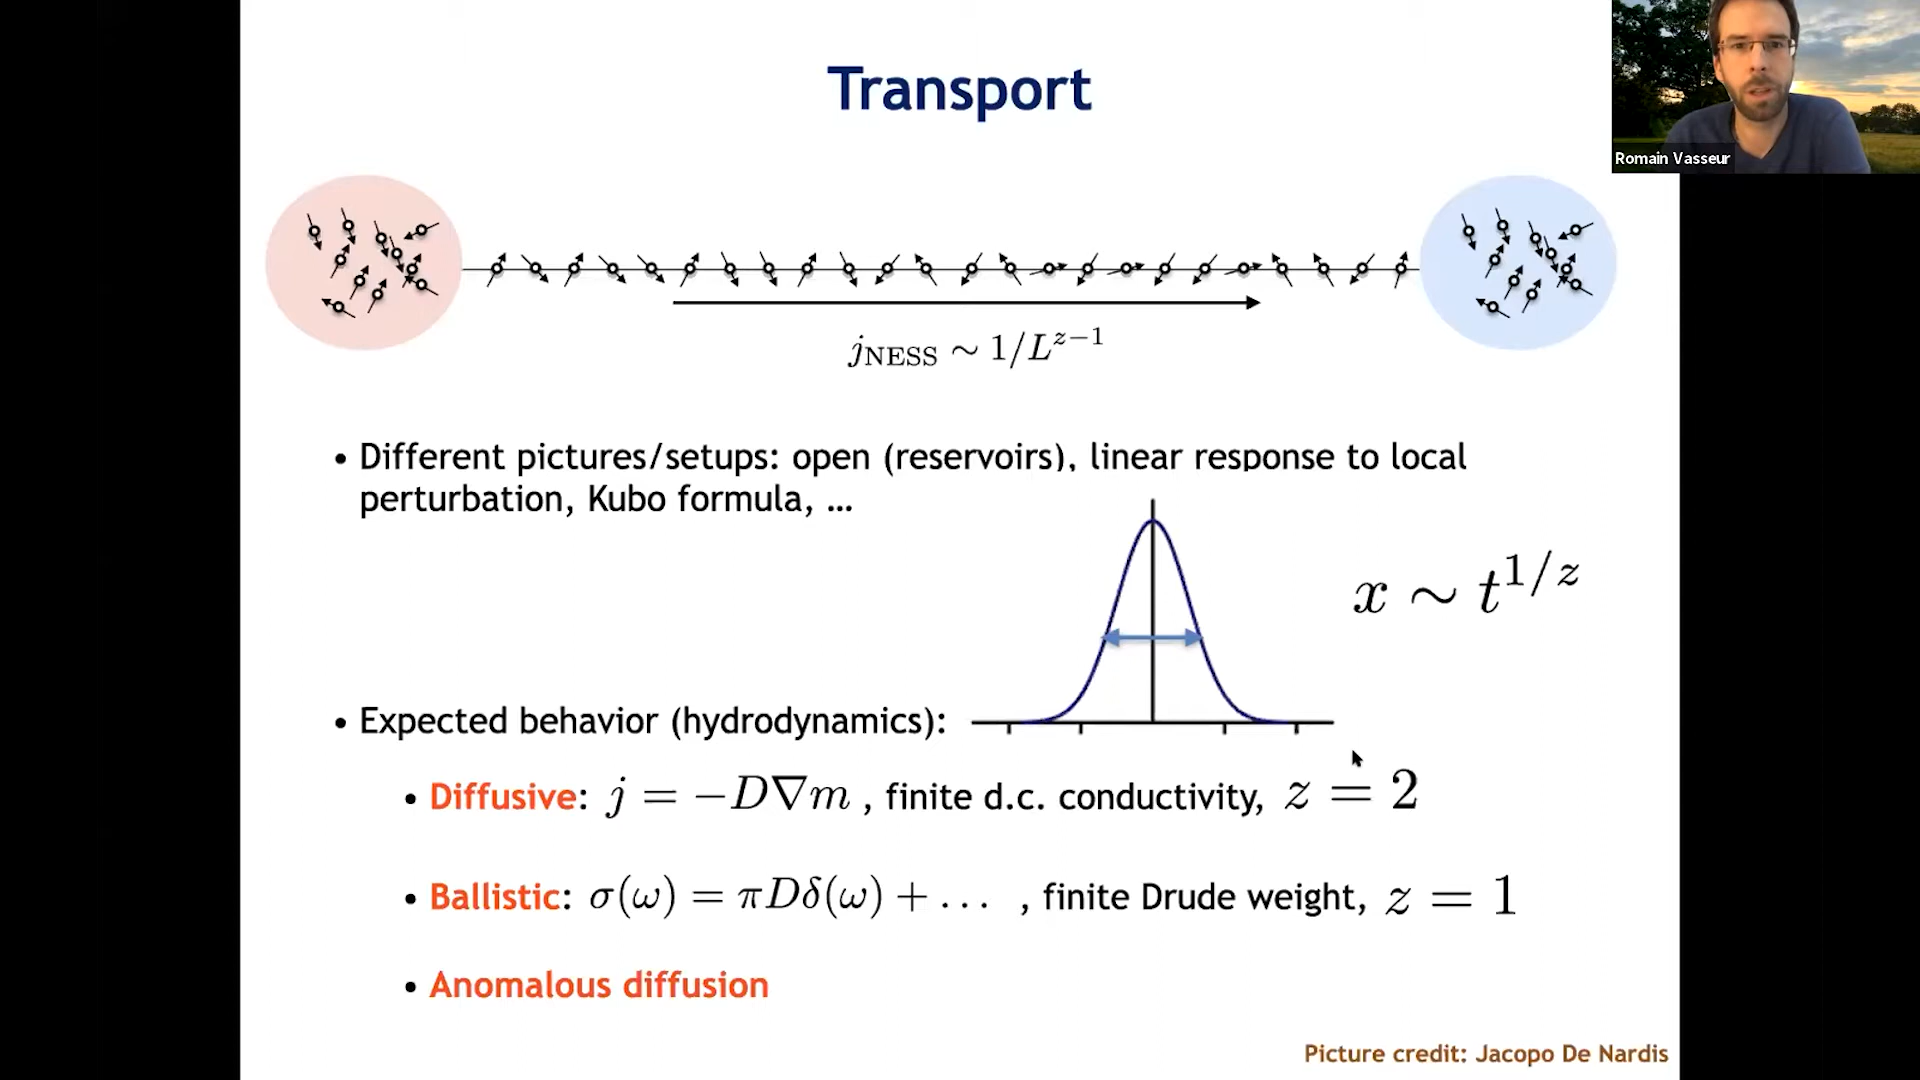 Transport
Romain Vasseur
j_NESS ∼ 1/L^{z−1}
• Different pictures/setups: open (reservoirs), linear response to local
perturbation, Kubo formula, …
x ∼ t^{1/z}
• Expected behavior (hydrodynamics):
• Diffusive: j = −D∇m , finite d.c. conductivity, z = 2
• Ballistic: σ(ω) = πDδ(ω) + … , finite Drude weight, z = 1
• Anomalous diffusion
Picture credit: Jacopo De Nardis